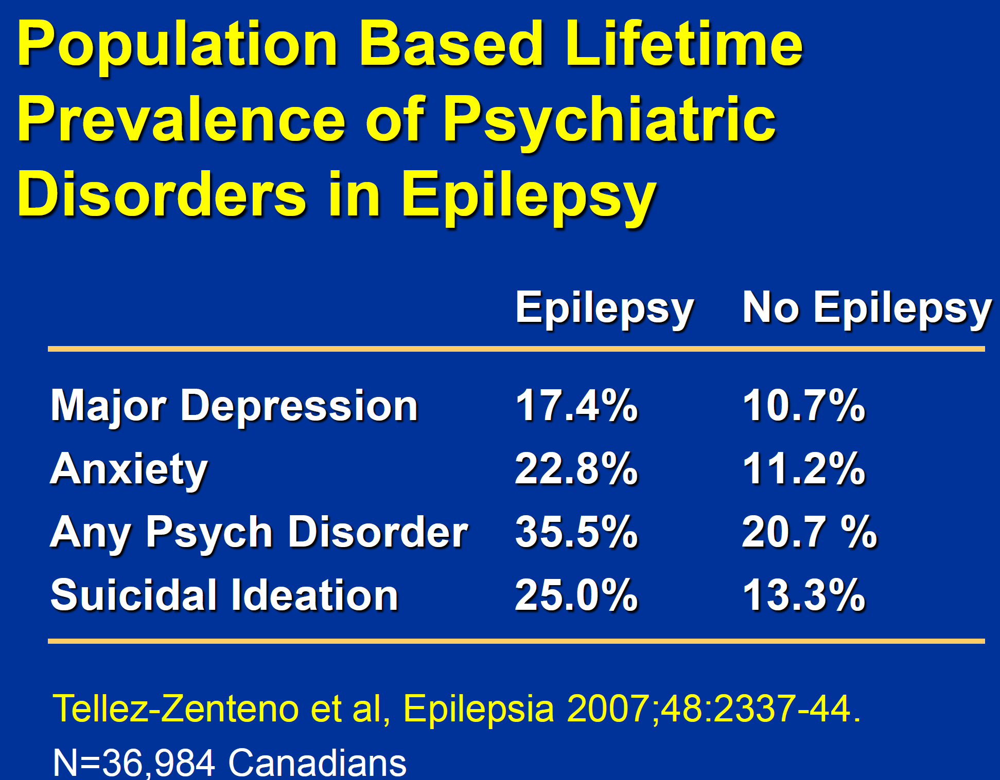 Population Based Lifetime
Prevalence of Psychiatric
Disorders in Epilepsy
Epilepsy No Epilepsy
Major Depression 17.4% 10.7%
Anxiety 22.8% 11.2%
Any Psych Disorder 35.5% 20.7 %
Suicidal Ideation 25.0% 13.3%
Tellez-Zenteno et al, Epilepsia 2007;48:2337-44.
N=36,984 Canadians